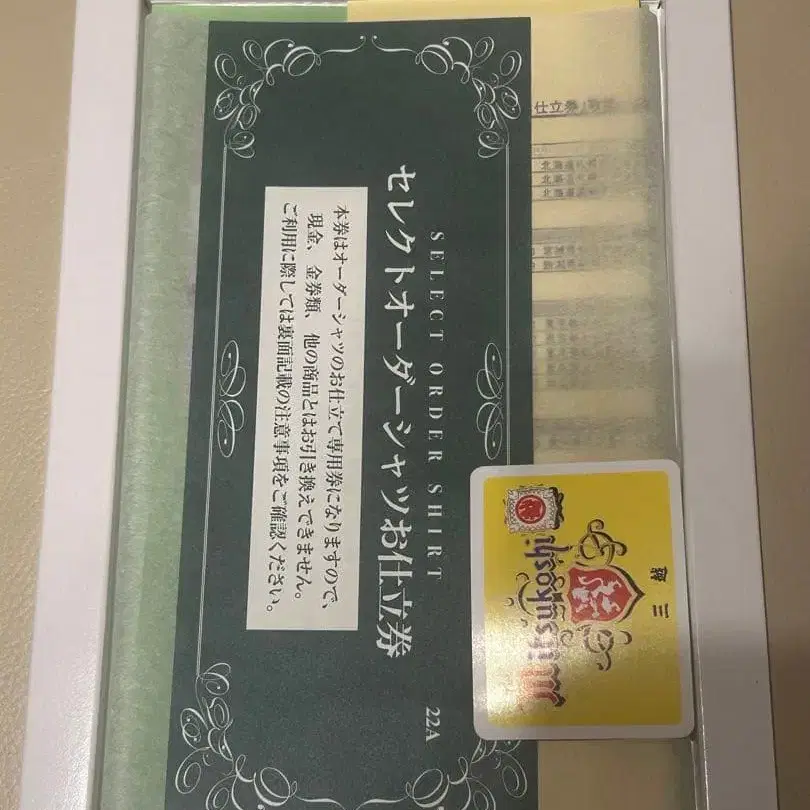 SELECT ORDER SHIRT
セレクトオーダーシャツお仕立券
22A
本券はオーダーシャツのお仕立て専用券になりますので、
現金、金券類、他の商品とはお引き換えできません。
ご利用に際しては裏面記載の注意事項をご確認ください。
仕立券
三越
Mitsukoshi